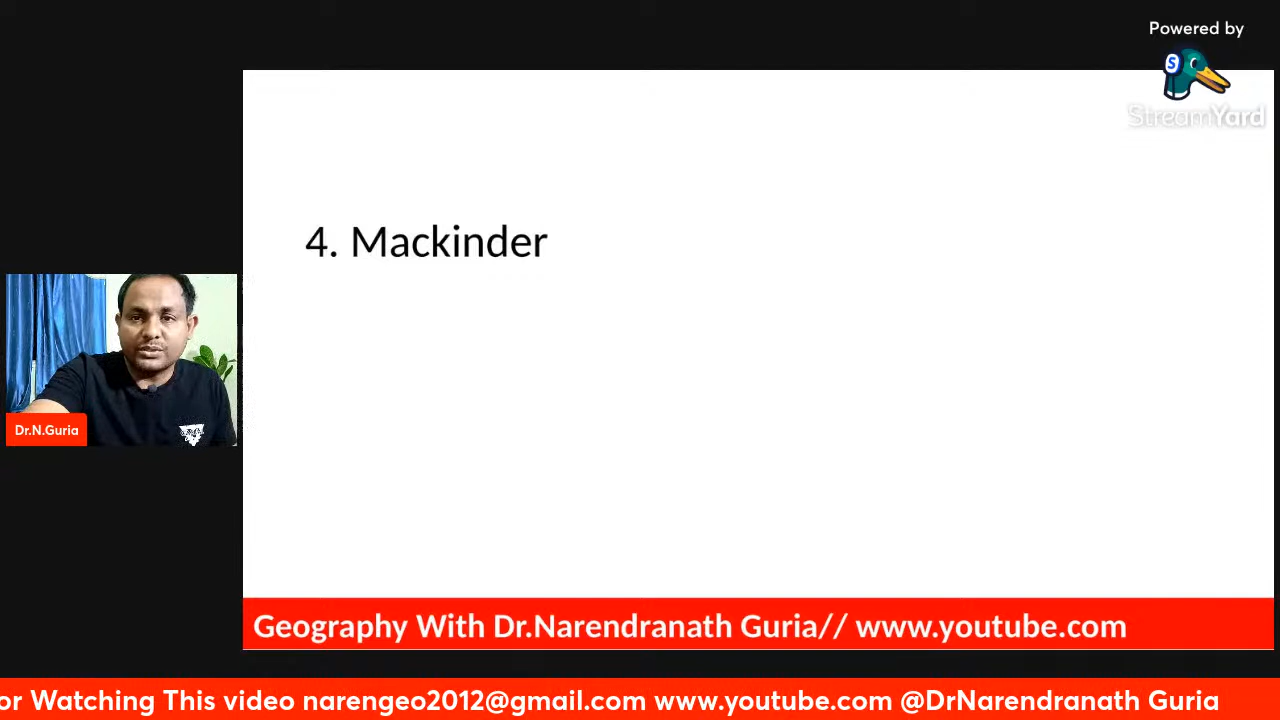 Powered by
S
StreamYard
4. Mackinder
Dr.N.Guria
Geography With Dr.Narendranath Guria// www.youtube.com
or Watching This video narengeo2012@gmail.com www.youtube.com @DrNarendranath Guria